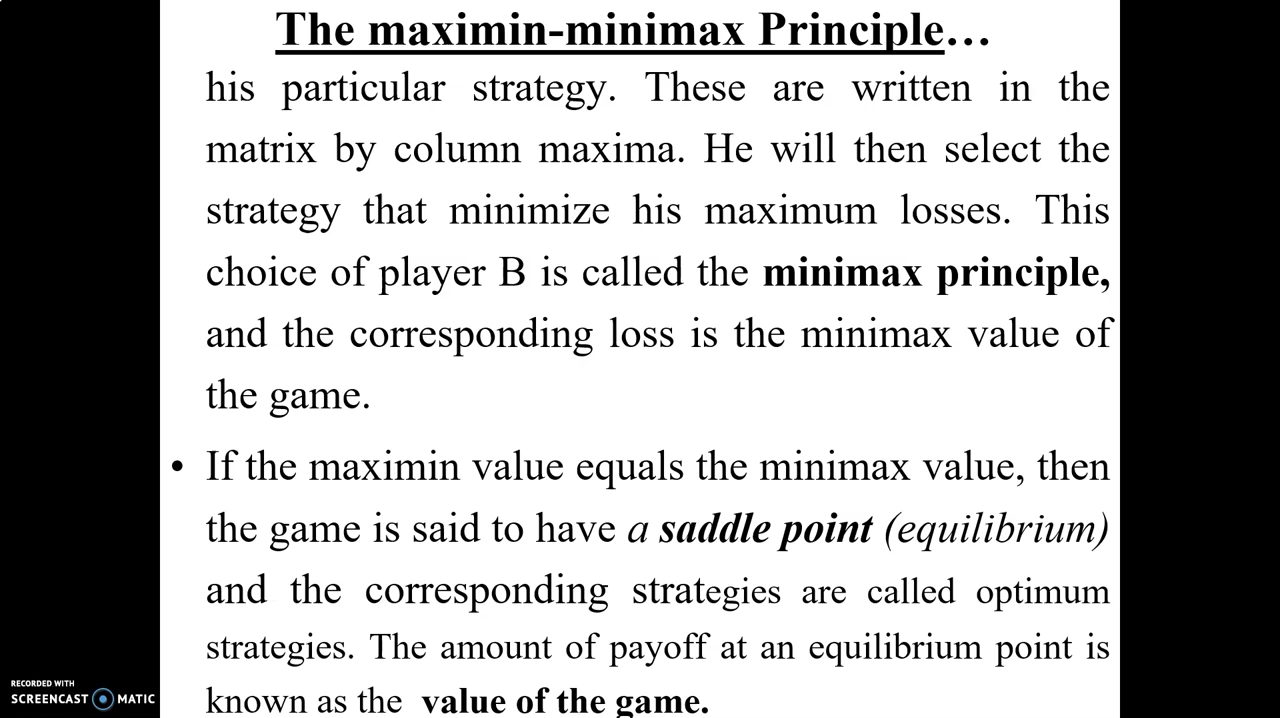 The maximin-minimax Principle…
his particular strategy. These are written in the
matrix by column maxima. He will then select the
strategy that minimize his maximum losses. This
choice of player B is called the minimax principle,
and the corresponding loss is the minimax value of
the game.
• If the maximin value equals the minimax value, then
the game is said to have a saddle point (equilibrium)
and the corresponding strategies are called optimum
strategies. The amount of payoff at an equilibrium point is
known as the value of the game.
RECORDED WITH
SCREENCAST MATIC